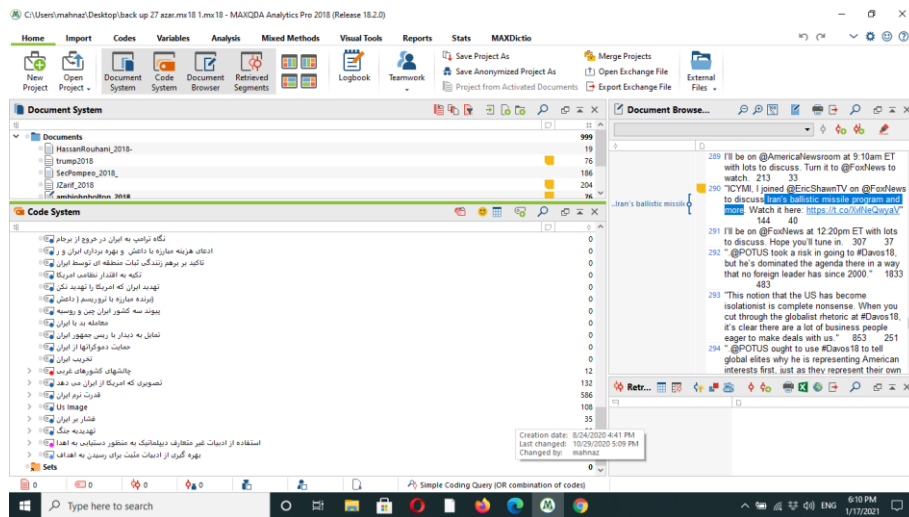 C:\Users\mahnaz\Desktop\back up 27 azar.mx18 1.mx18 - MAXQDA Analytics Pro 2018 (Release 18.2.0)
Home Import Codes Variables Analysis Mixed Methods Visual Tools Reports Stats MAXDictio
New Project
Open Project
Document System
Code System
Document Browser
Retrieved Segments
Logbook
Teamwork
Save Project As
Save Anonymized Project As
Project from Activated Documents
Merge Projects
Open Exchange File
Export Exchange File
External Files
Document System
Documents 999
HassanRouhani_2018- 19
trump2018 76
SecPompeo_2018_ 186
JZarif_2018 204
ambjohnbolton_2018 76
Code System
نگاه ترامپ به ایران در خروج از برجام 0
ادعای هزینه مبارزه با داعش و بهره برداری ایران و ر 0
تاکید بر برهم زنندگی ثبات منطقه ای توسط ایران 0
تکیه به اقتدار نظامی امریکا 0
تهدید ایران که امریکا را تهدید نکن 0
(برنده مبارزه با تروریسم ( داعش 0
پیوند سه کشور ایران چین و روسیه 0
معامله بد با ایران 0
تمایل به دیدار با ریس جمهور ایران 0
حمایت دموکراتها از ایران 0
تخریب ایران 0
چالشهای کشورهای غربی 12
تصویری که امریکا از ایران می دهد 132
قدرت نرم ایران 586
Us Image 108
فشار بر ایران 35
تهدیدبه جنگ
استفاده از ادبیات غیر متعارف دیپلماتیک به منظور دستیابی به اهدا
بهره گیری از ادبیات مثبت برای رسیدن به اهداف
Sets 0
Creation date: 8/24/2020 4:41 PM
Last changed: 10/29/2020 5:09 PM
Changed by: mahnaz
Document Browse...
..Iran's ballistic missile
289 I'll be on @AmericaNewsroom at 9:10am ET
with lots to discuss. Turn it to @FoxNews to
watch. 213 33
290 "ICYMI, I joined @EricShawnTV on @FoxNews
to discuss Iran's ballistic missile program and
more. Watch it here: https://t.co/XvlNeQwyaV"
144 40
291 I'll be on @FoxNews at 12:20pm ET with lots
to discuss. Hope you'll tune in. 307 37
292 ".@POTUS took a risk in going to #Davos18,
but he's dominated the agenda there in a way
that no foreign leader has since 2000." 1833
483
293 "This notion that the US has become
isolationist is complete nonsense. When you
cut through the globalist rhetoric at #Davos18,
it's clear there are a lot of business people
eager to make deals with us." 853 251
294 ".@POTUS ought to use #Davos18 to tell
global elites why he is representing American
interests first, just as they represent their own
Retr...
0 0 0 0
Simple Coding Query (OR combination of codes)
Type here to search
ENG
6:10 PM
1/17/2021